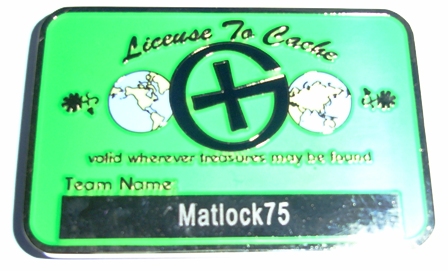 License To Cache
valid wherever treasures may be found
Team Name
Matlock75